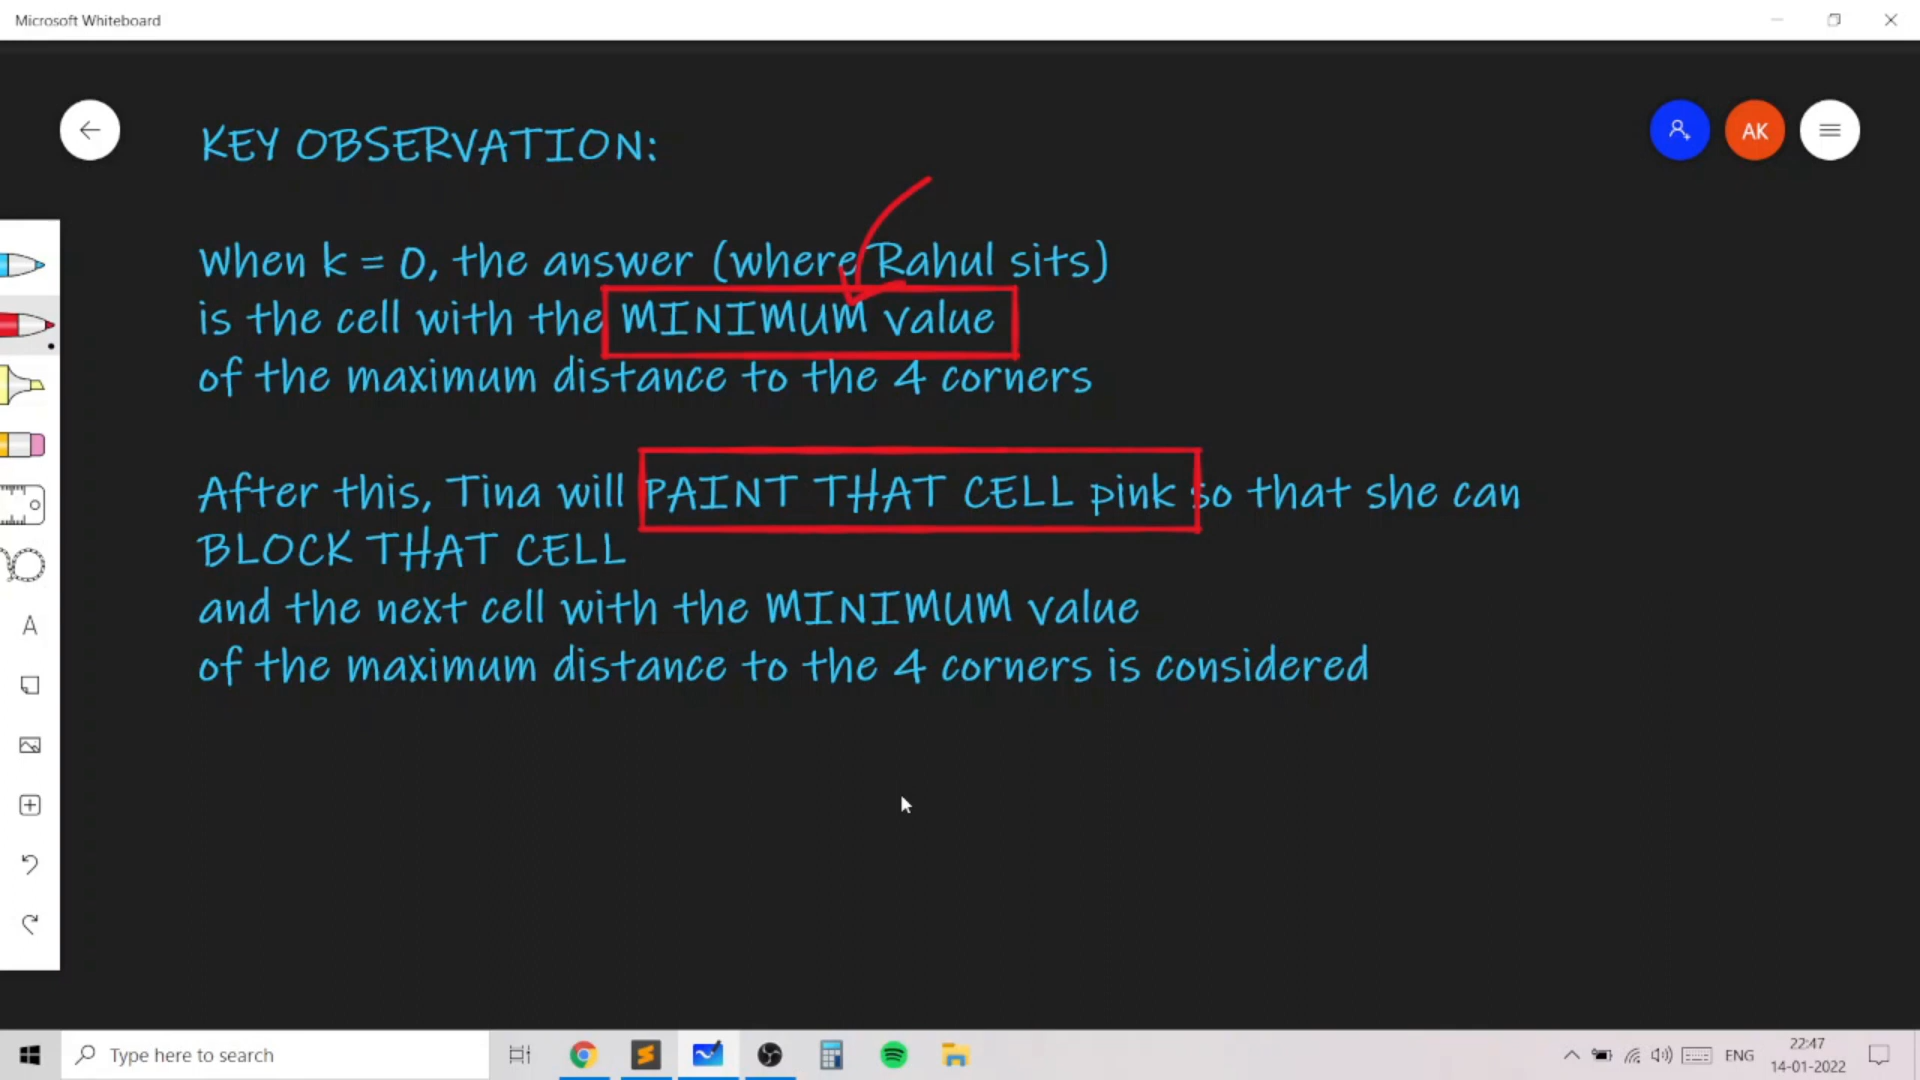 Microsoft Whiteboard
AK
KEY OBSERVATION:
When k = 0, the answer (where Rahul sits)
is the cell with the MINIMUM value
of the maximum distance to the 4 corners
After this, Tina will PAINT THAT CELL pink so that she can
BLOCK THAT CELL
and the next cell with the MINIMUM value
of the maximum distance to the 4 corners is considered
A
Type here to search
ENG
22:47
14-01-2022